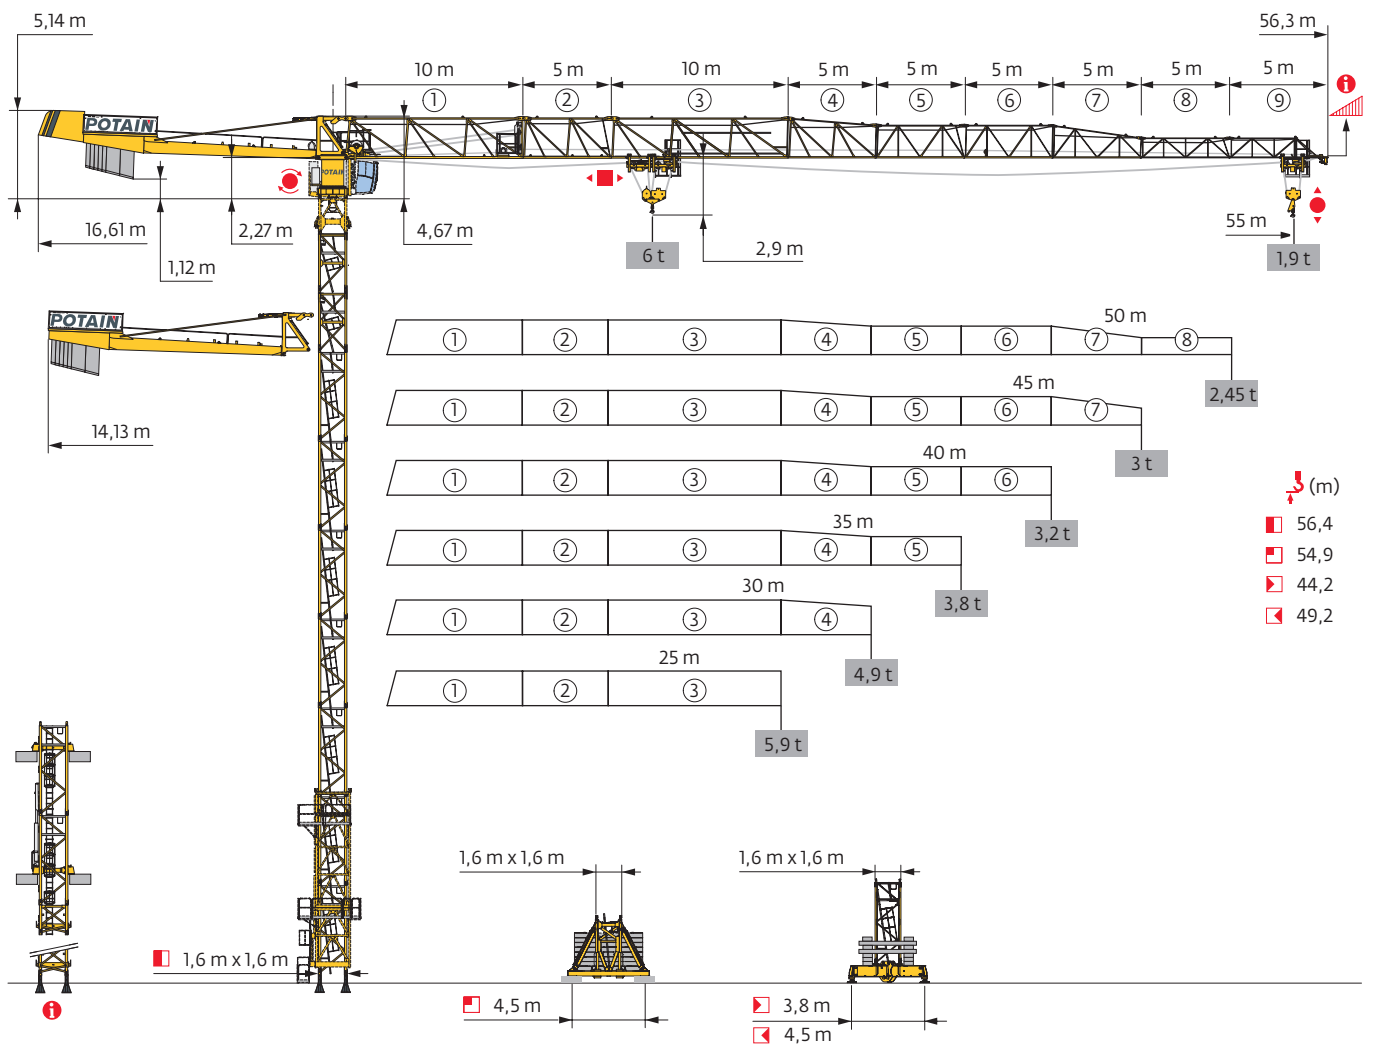 5,14 m
56,3 m
10 m
5 m
10 m
5 m
5 m
5 m
5 m
5 m
5 m
1
2
3
4
5
6
7
8
9
i
POTAIN
POTAIN
16,61 m
2,27 m
4,67 m
1,12 m
6 t
2,9 m
55 m
1,9 t
POTAIN
14,13 m
50 m
1
2
3
4
5
6
7
8
2,45 t
45 m
1
2
3
4
5
6
7
3 t
40 m
1
2
3
4
5
6
3,2 t
(m)
56,4
54,9
44,2
49,2
35 m
1
2
3
4
5
3,8 t
30 m
1
2
3
4
4,9 t
25 m
1
2
3
5,9 t
1,6 m x 1,6 m
1,6 m x 1,6 m
1,6 m x 1,6 m
i
4,5 m
3,8 m
4,5 m